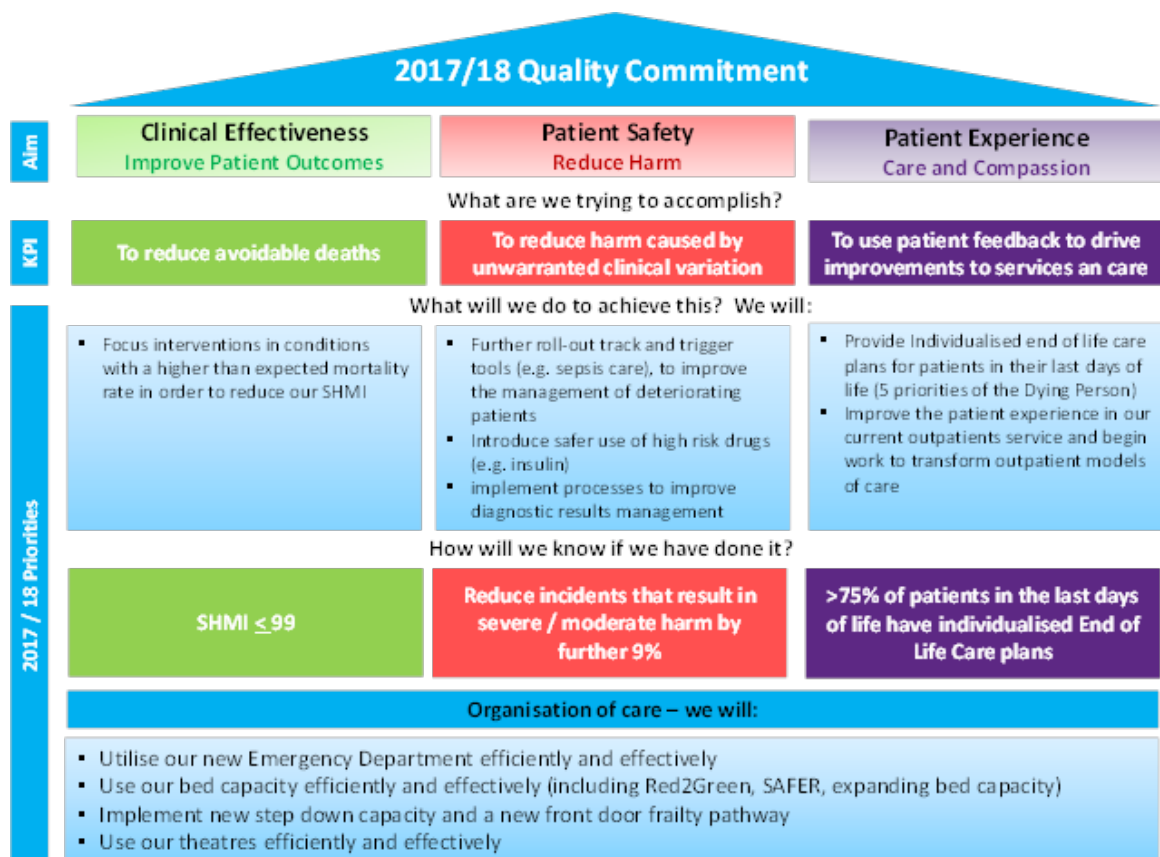 2017/18 Quality Commitment
Aim
Clinical Effectiveness
Improve Patient Outcomes
Patient Safety
Reduce Harm
Patient Experience
Care and Compassion
What are we trying to accomplish?
KPI
To reduce avoidable deaths
To reduce harm caused by
unwarranted clinical variation
To use patient feedback to drive
improvements to services an care
What will we do to achieve this? We will:
2017 / 18 Priorities
▪ Focus interventions in conditions
with a higher than expected mortality
rate in order to reduce our SHMI
▪ Further roll-out track and trigger
tools (e.g. sepsis care), to improve
the management of deteriorating
patients
▪ Introduce safer use of high risk drugs
(e.g. insulin)
▪ implement processes to improve
diagnostic results management
▪ Provide Individualised end of life care
plans for patients in their last days of
life (5 priorities of the Dying Person)
▪ Improve the patient experience in our
current outpatients service and begin
work to transform outpatient models
of care
How will we know if we have done it?
SHMI ≤ 99
Reduce incidents that result in
severe / moderate harm by
further 9%
>75% of patients in the last days
of life have individualised End of
Life Care plans
Organisation of care – we will:
▪ Utilise our new Emergency Department efficiently and effectively
▪ Use our bed capacity efficiently and effectively (including Red2Green, SAFER, expanding bed capacity)
▪ Implement new step down capacity and a new front door frailty pathway
▪ Use our theatres efficiently and effectively